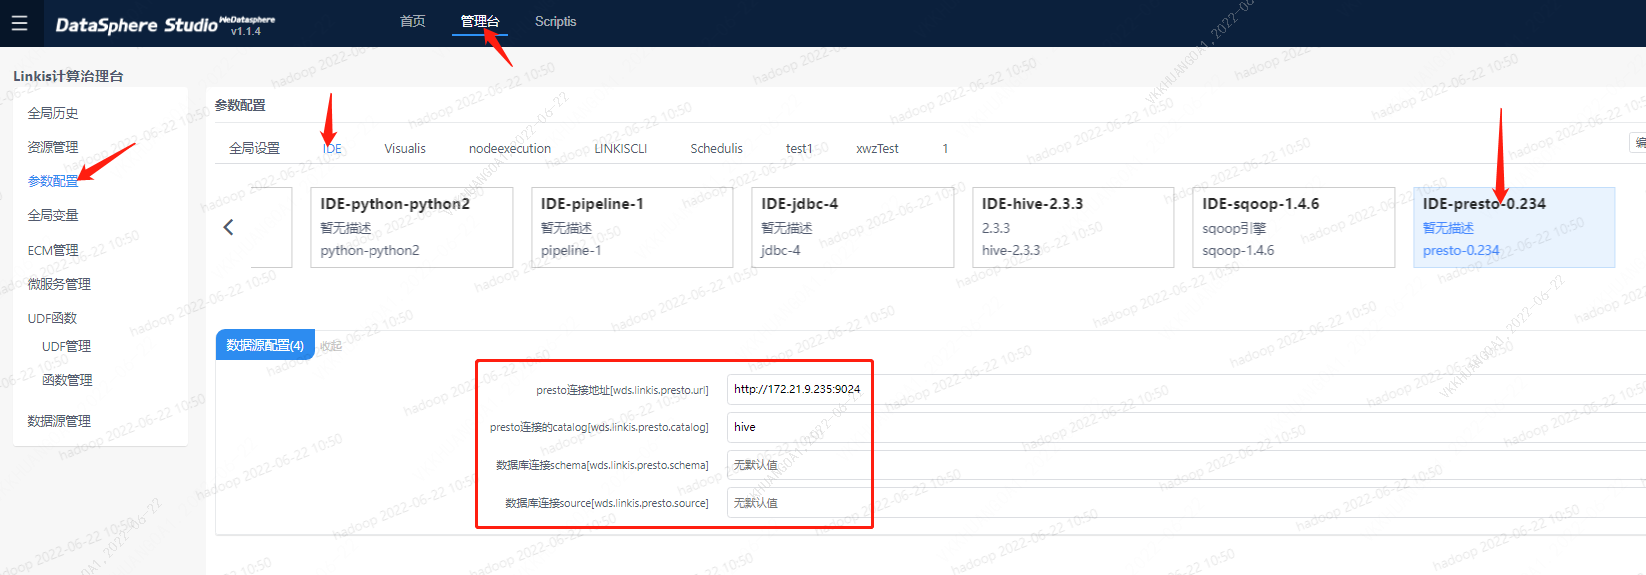 DataSphere Studio
WeDatasphere
v1.1.4
首页
管理台
Scriptis
Linkis计算治理台
全局历史
资源管理
参数配置
全局变量
ECM管理
微服务管理
UDF函数
UDF管理
函数管理
数据源管理
参数配置
全局设置
IDE
Visualis
nodeexecution
LINKISCLI
Schedulis
test1
xwzTest
1
编
IDE-python-python2
暂无描述
python-python2
IDE-pipeline-1
暂无描述
pipeline-1
IDE-jdbc-4
暂无描述
jdbc-4
IDE-hive-2.3.3
2.3.3
hive-2.3.3
IDE-sqoop-1.4.6
sqoop引擎
sqoop-1.4.6
IDE-presto-0.234
暂无描述
presto-0.234
数据源配置(4)
收起
presto连接地址[wds.linkis.presto.url]
http://172.21.9.235:9024
presto连接的catalog[wds.linkis.presto.catalog]
hive
数据库连接schema[wds.linkis.presto.schema]
无默认值
数据库连接source[wds.linkis.presto.source]
无默认值
hadoop 2022-06-22 10:50